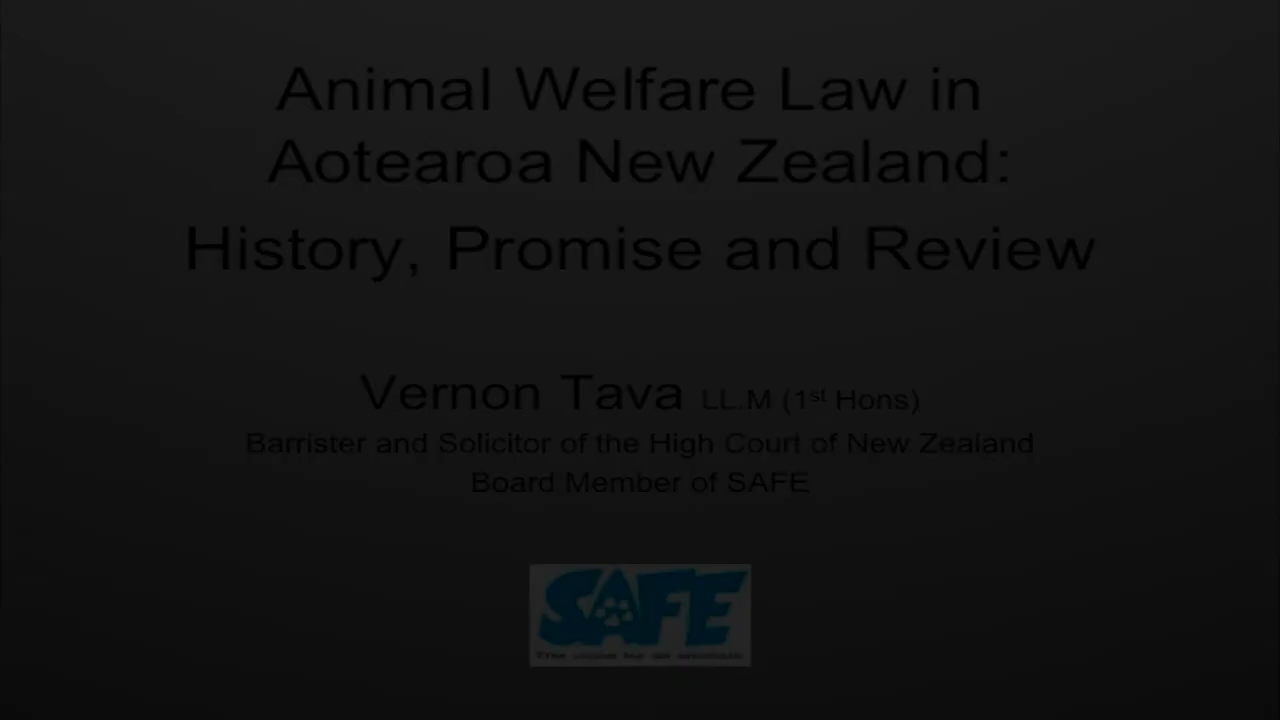 Animal Welfare Law in
Aotearoa New Zealand:
History, Promise and Review
Vernon Tava LL.M (1st Hons)
Barrister and Solicitor of the High Court of New Zealand
Board Member of SAFE
SAFE